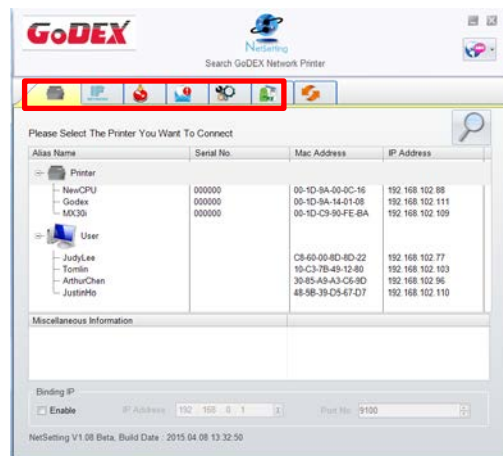 GoDEX
NetSetting
Search GoDEX Network Printer
IP
Please Select The Printer You Want To Connect
Alias Name Serial No. Mac Address IP Address
Printer
NewCPU 000000 00-1D-9A-00-0C-16 192.168.102.88
Godex 000000 00-1D-9A-14-01-08 192.168.102.111
MX30i 000000 00-1D-C9-90-FE-BA 192.168.102.109
User
JudyLee C8-60-00-8D-8D-22 192.168.102.77
Tomlin 10-C3-7B-49-12-80 192.168.102.103
ArthurChen 30-85-A9-A3-C6-9D 192.168.102.96
JustinHo 48-5B-39-D5-67-D7 192.168.102.110
Miscellaneous Information
Binding IP
Enable IP Address 192 . 168 . 0 . 1 Port No. 9100
NetSetting V1.08 Beta, Build Date : 2015.04.08 13:32:50